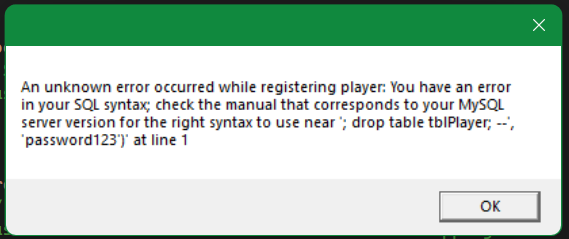 An unknown error occurred while registering player: You have an error
in your SQL syntax; check the manual that corresponds to your MySQL
server version for the right syntax to use near '; drop table tblPlayer; --',
'password123')' at line 1
OK